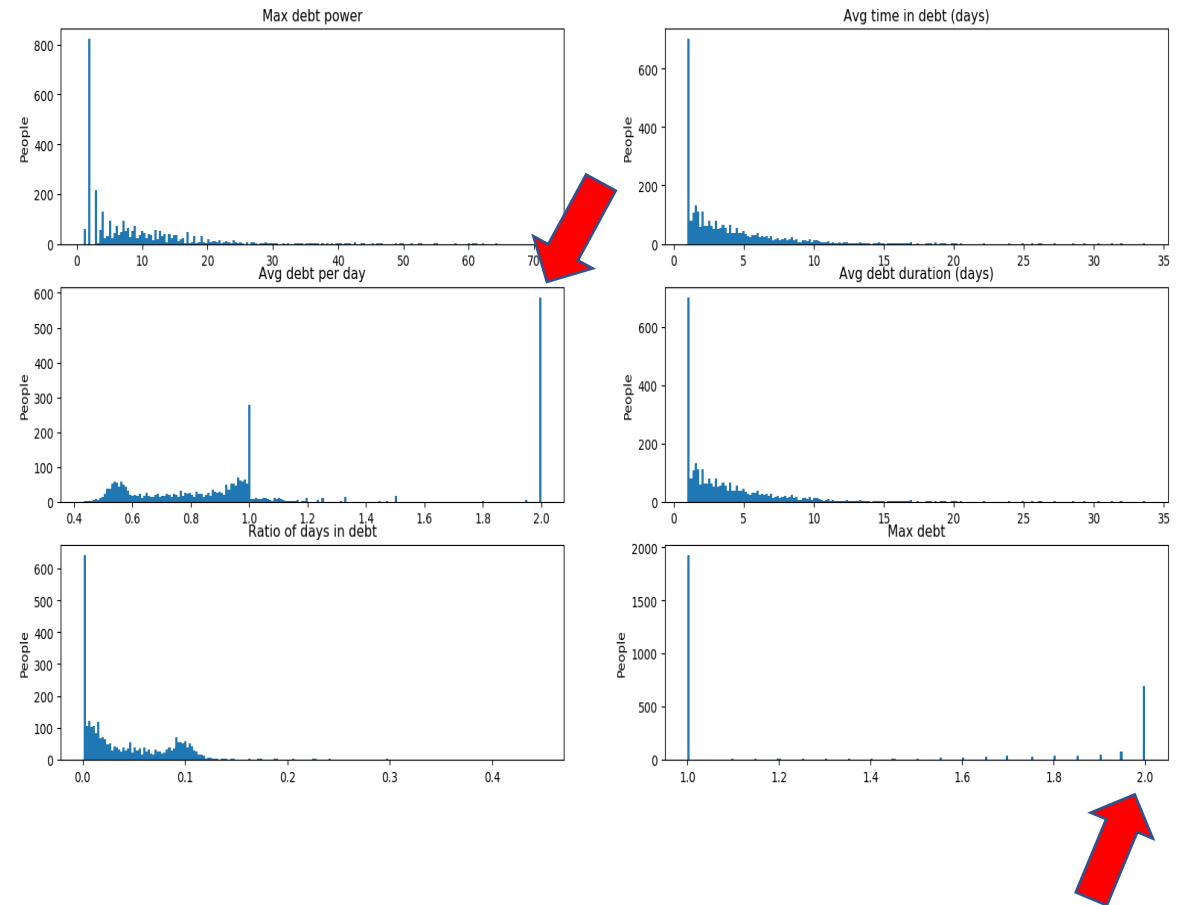 Max debt power
People
800
600
400
200
0
0 10 20 30 40 50 60 70
Avg time in debt (days)
People
600
400
200
0
0 5 10 15 20 25 30 35
Avg debt per day
People
600
500
400
300
200
100
0
0.4 0.6 0.8 1.0 1.2 1.4 1.6 1.8 2.0
Avg debt duration (days)
People
600
400
200
0
0 5 10 15 20 25 30 35
Ratio of days in debt
People
600
500
400
300
200
100
0
0.0 0.1 0.2 0.3 0.4
Max debt
People
2000
1500
1000
500
0
1.0 1.2 1.4 1.6 1.8 2.0